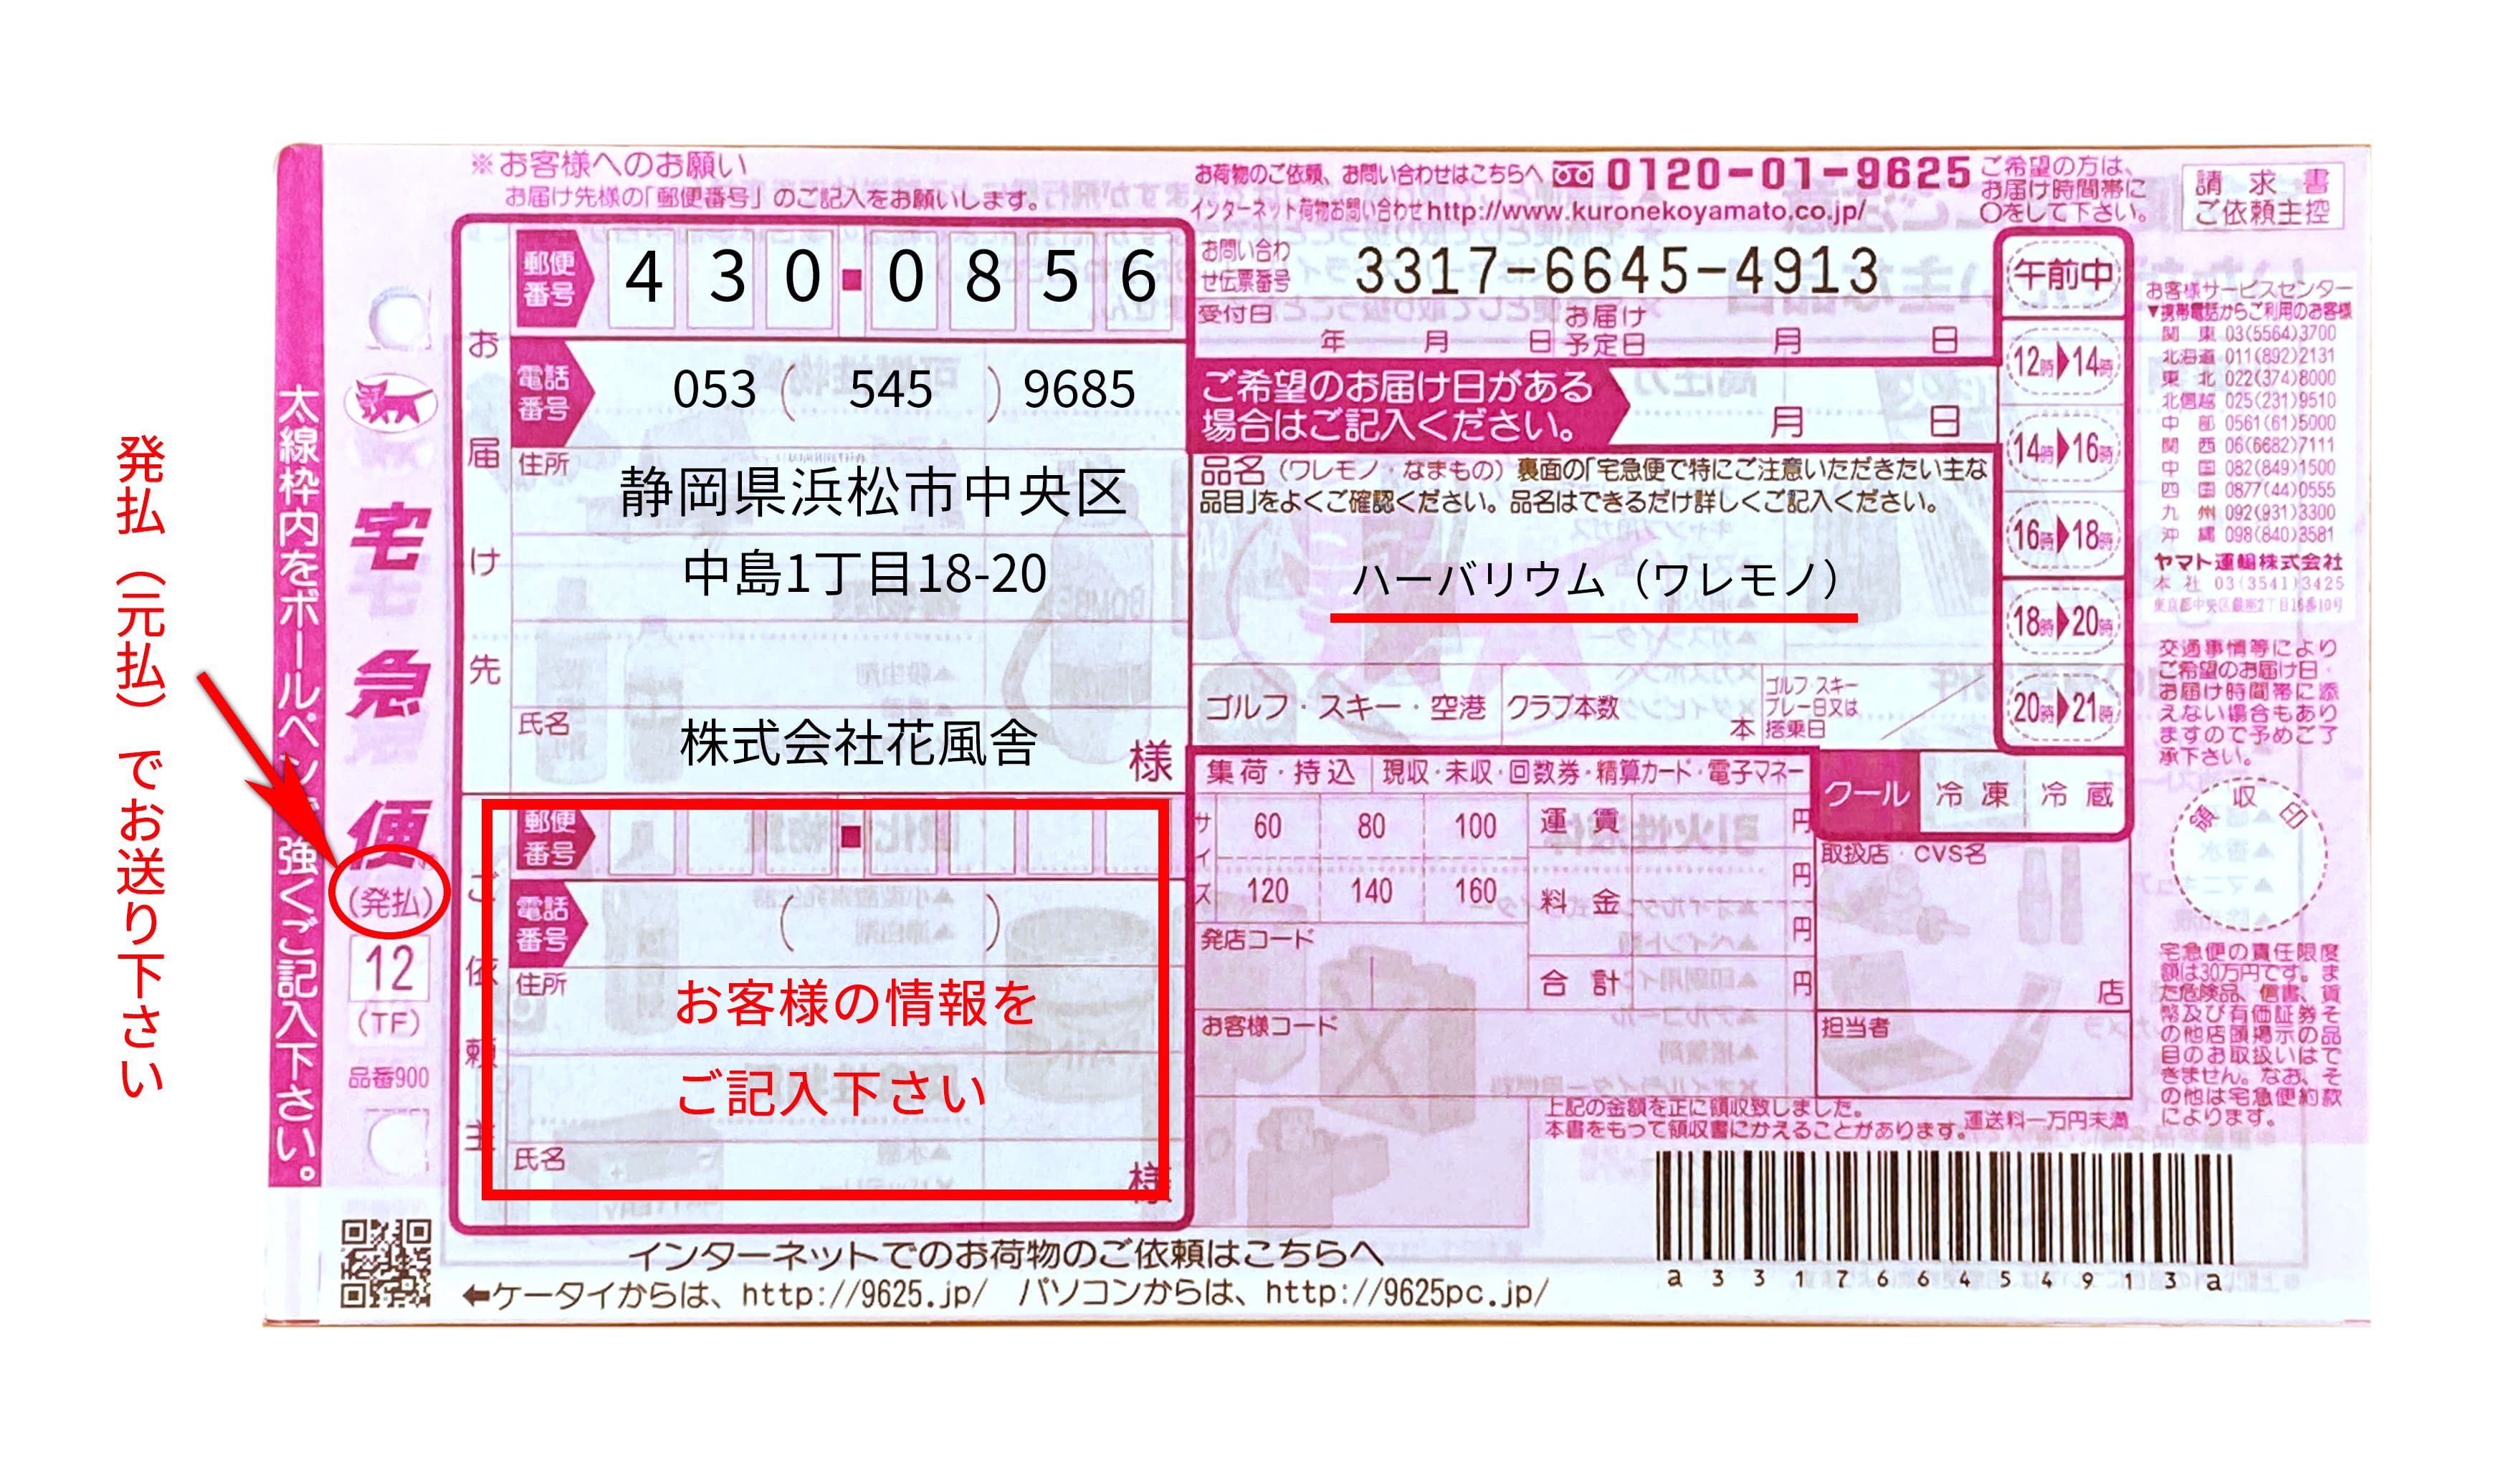 発払（元払）でお送り下さい
太線枠内をボールペンで強くご記入下さい。
宅急便
(発払)
12
(TF)
品番900
※お客様へのお願い
お届け先様の「郵便番号」のご記入をお願いします。
お届け先
郵便番号
430-0856
電話番号
053 ( 545 ) 9685
住所
静岡県浜松市中央区
中島1丁目18-20
氏名
株式会社花風舎 様
ご依頼主
郵便番号
電話番号
( )
住所
お客様の情報を
ご記入下さい
氏名
様
インターネットでのお荷物のご依頼はこちらへ
←ケータイからは、http://9625.jp/ パソコンからは、http://9625pc.jp/
お荷物のご依頼、お問い合わせはこちらへ 0120-01-9625
インターネット荷物お問い合わせhttp://www.kuronekoyamato.co.jp/
お問い合わせ伝票番号
3317-6645-4913
受付日 年 月 日
お届け予定日 月 日
ご希望のお届け日がある
場合はご記入ください。
月 日
品名（ワレモノ・なまもの）裏面の「宅急便で特にご注意いただきたい主な
品目」をよくご確認ください。品名はできるだけ詳しくご記入ください。
ハーバリウム（ワレモノ）
ゴルフ・スキー・空港 クラブ本数 本
ゴルフ・スキー
プレー日又は
搭乗日
集荷・持込 現収・未収・回数券・精算カード・電子マネー
サイズ
60 80 100
120 140 160
運賃 円
円
料金
円
合計 円
発店コード
お客様コード
クール 冷凍 冷蔵
取扱店・CVS名
店
担当者
上記の金額を正に領収致しました。
本書をもって領収書にかえることがあります。
運送料一万円未満
a33176645491 3a
ご希望の方は、
お届け時間帯に
○をして下さい。
午前中
12時▶14時
14時▶16時
16時▶18時
18時▶20時
20時▶21時
請求書
ご依頼主控
お客様サービスセンター
▼携帯電話からご利用のお客様
関東 03(5564)3700
北海道 011(892)2131
東北 022(374)8000
北信越 025(231)9510
中部 0561(61)5000
関西 06(6682)7111
中国 082(849)1500
四国 0877(44)0555
九州 092(931)3300
沖縄 098(840)3581
ヤマト運輸株式会社
本社 03(3541)3425
東京都中央区銀座2丁目16番10号
交通事情等により
ご希望のお届け日・
お届け時間帯に添
えない場合もあり
ますので予めご了
承下さい。
領収印
宅急便の責任限度
額は30万円です。ま
た危険品、信書、貨
幣及び有価証券そ
の他店頭掲示の品
目のお取扱いはで
きません。なお、そ
の他は宅急便約款
によります。